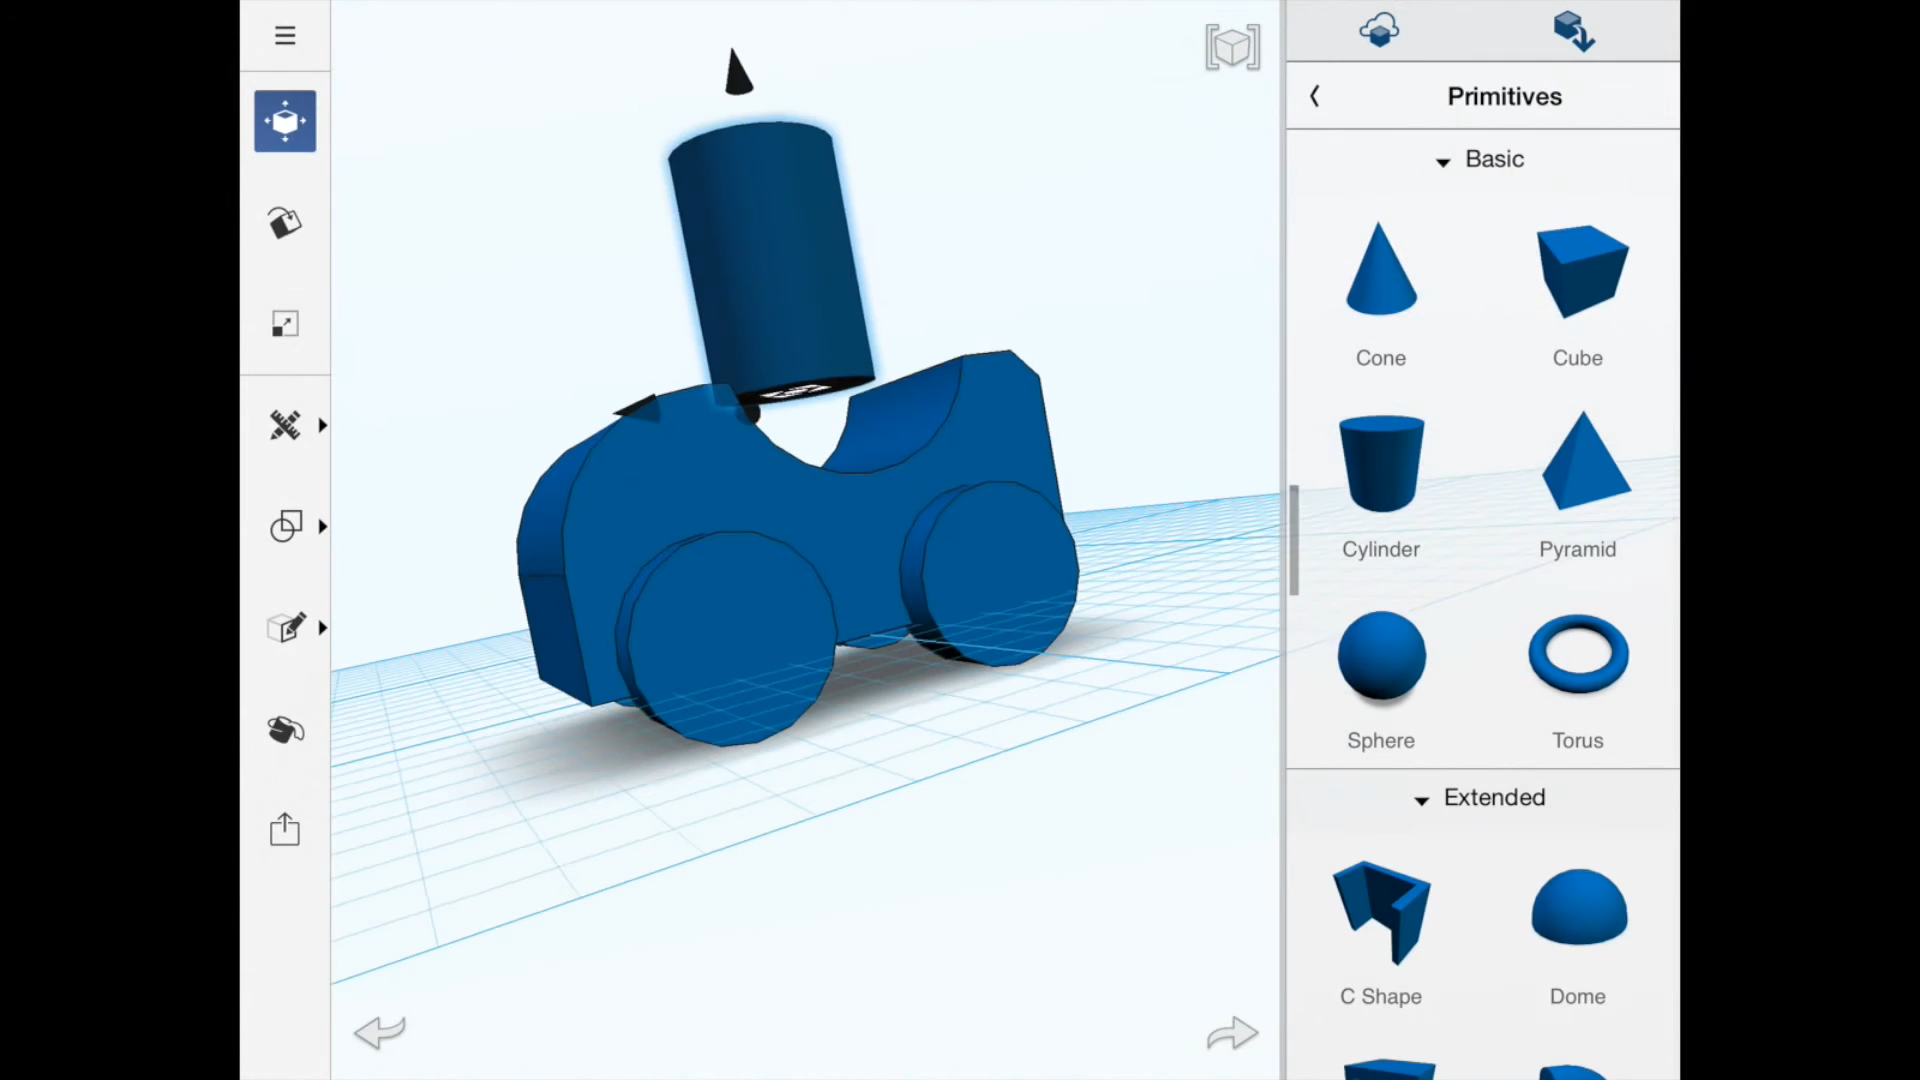 Primitives
Basic
Cone
Cube
Cylinder
Pyramid
Sphere
Torus
Extended
C Shape
Dome